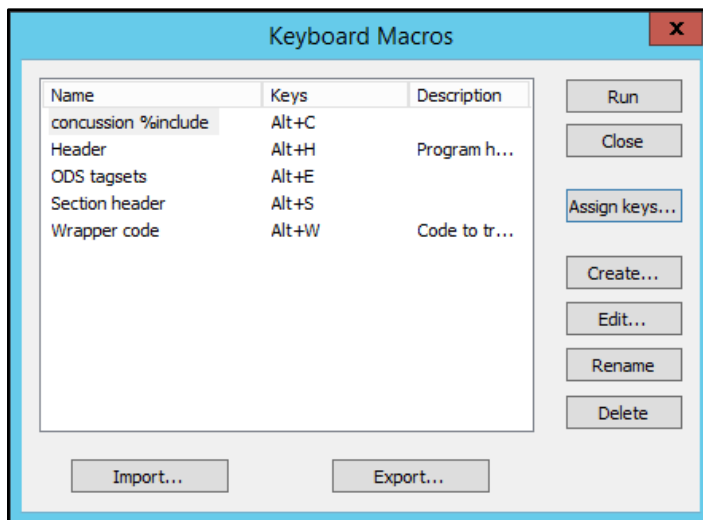 Keyboard Macros x
Name Keys Description
concussion %include Alt+C
Header Alt+H Program h...
ODS tagsets Alt+E
Section header Alt+S
Wrapper code Alt+W Code to tr...
Run
Close
Assign keys...
Create...
Edit...
Rename
Delete
Import... Export...